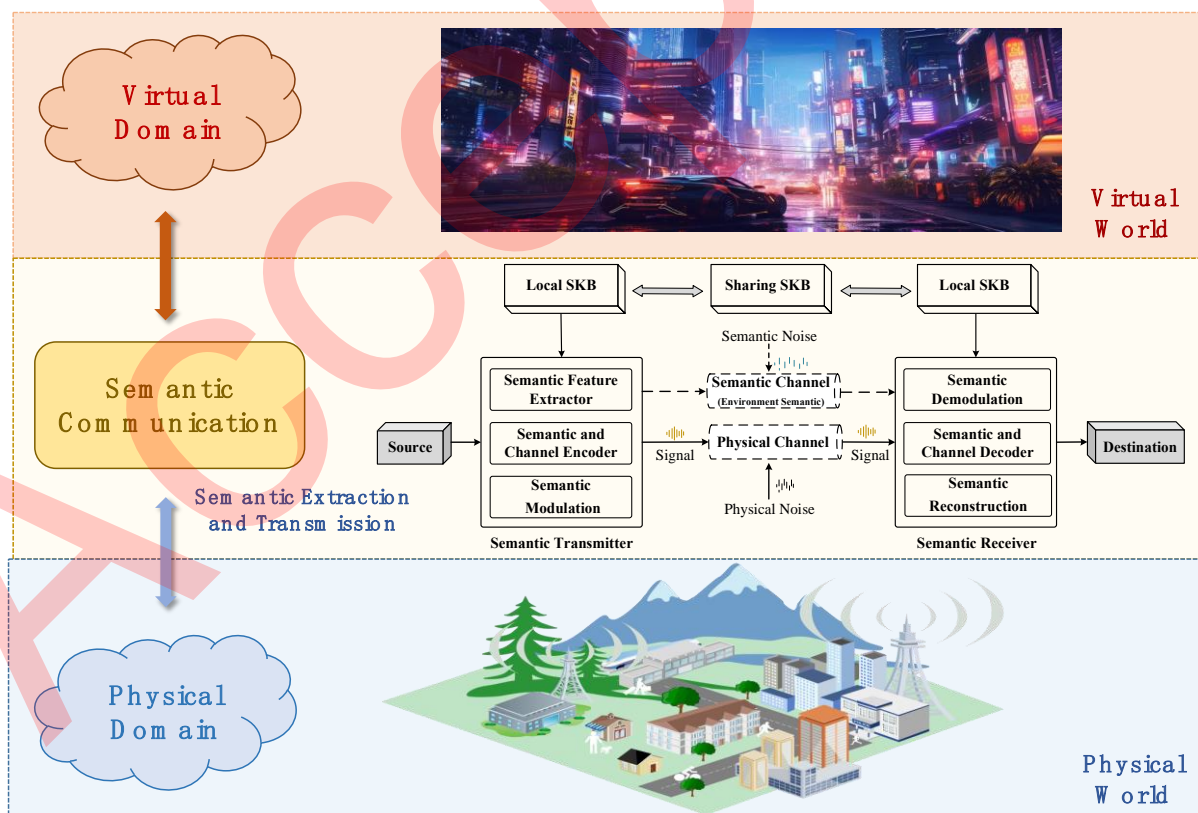 Virtual
Domain
Virtual
World
Local SKB
Sharing SKB
Local SKB
Semantic Noise
Semantic
Communication
Semantic Feature
Extractor
Semantic Channel
(Environment Semantic)
Semantic
Demodulation
Source
Semantic and
Channel Encoder
Signal
Physical Channel
Signal
Semantic and
Channel Decoder
Destination
Semantic
Modulation
Physical Noise
Semantic
Reconstruction
Semantic Extraction
and Transmission
Semantic Transmitter
Semantic Receiver
Physical
Domain
Physical
World